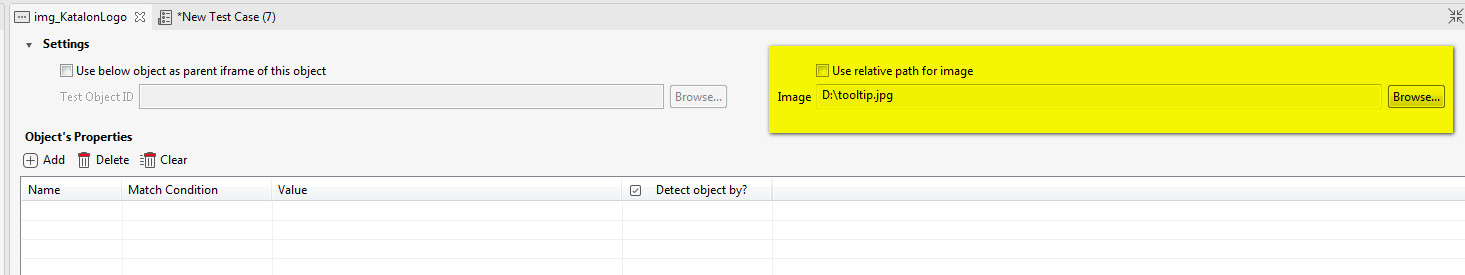 img_KatalonLogo
*New Test Case (7)
Settings
Use below object as parent iframe of this object
Use relative path for image
Test Object ID
Browse...
Image
D:\tooltip.jpg
Browse...
Object's Properties
Add Delete Clear
Name Match Condition Value Detect object by?